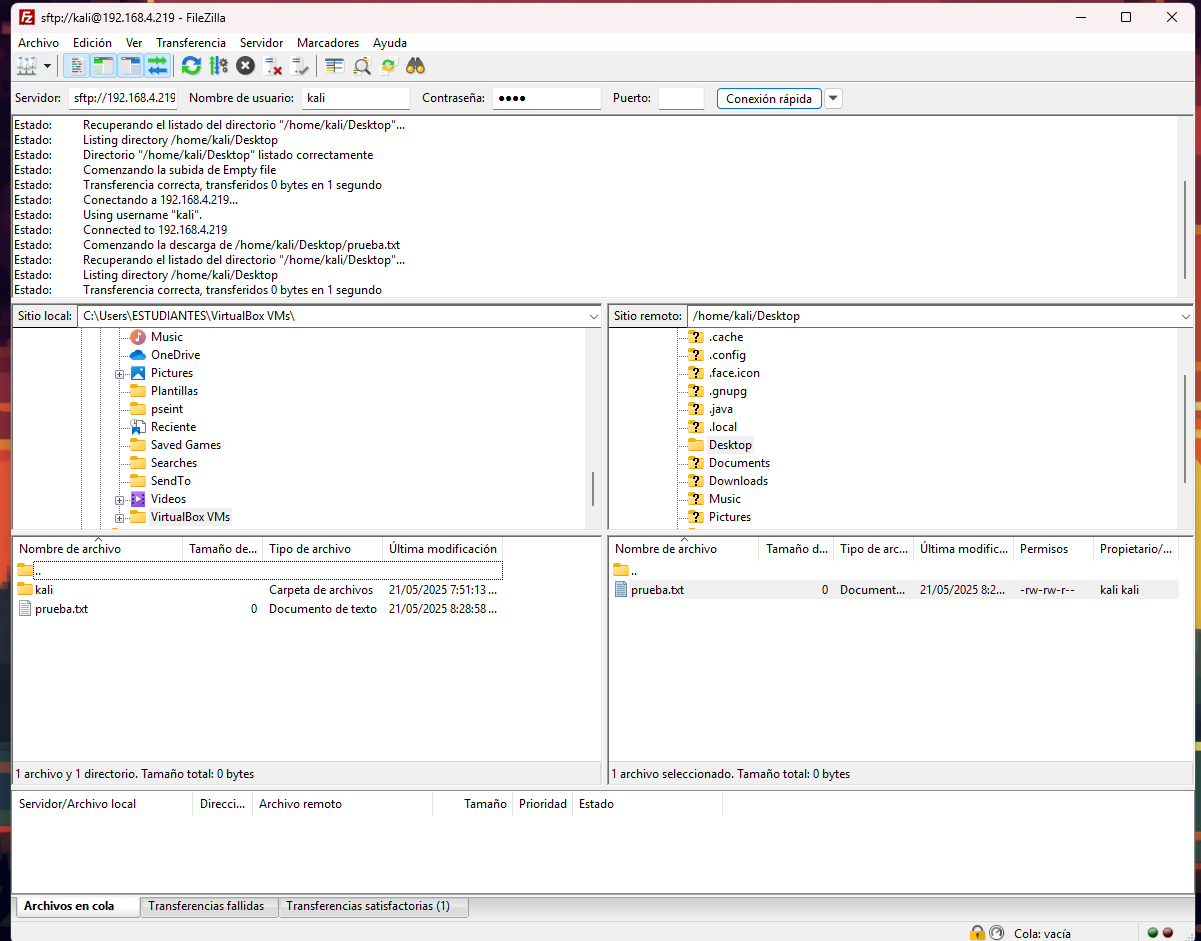 sftp://kali@192.168.4.219 - FileZilla
Archivo Edición Ver Transferencia Servidor Marcadores Ayuda
Servidor: sftp://192.168.4.219 Nombre de usuario: kali Contraseña: ●●●● Puerto: Conexión rápida
Estado: Recuperando el listado del directorio "/home/kali/Desktop"...
Estado: Listing directory /home/kali/Desktop
Estado: Directorio "/home/kali/Desktop" listado correctamente
Estado: Comenzando la subida de Empty file
Estado: Transferencia correcta, transferidos 0 bytes en 1 segundo
Estado: Conectando a 192.168.4.219...
Estado: Using username "kali".
Estado: Connected to 192.168.4.219
Estado: Comenzando la descarga de /home/kali/Desktop/prueba.txt
Estado: Recuperando el listado del directorio "/home/kali/Desktop"...
Estado: Listing directory /home/kali/Desktop
Estado: Transferencia correcta, transferidos 0 bytes en 1 segundo
Sitio local: C:\Users\ESTUDIANTES\VirtualBox VMs\
Music
OneDrive
Pictures
Plantillas
pseint
Reciente
Saved Games
Searches
SendTo
Videos
VirtualBox VMs
Sitio remoto: /home/kali/Desktop
.cache
.config
.face.icon
.gnupg
.java
.local
Desktop
Documents
Downloads
Music
Pictures
Nombre de archivo Tamaño de... Tipo de archivo Última modificación
..
kali Carpeta de archivos 21/05/2025 7:51:13 ...
prueba.txt 0 Documento de texto 21/05/2025 8:28:58 ...
1 archivo y 1 directorio. Tamaño total: 0 bytes
Nombre de archivo Tamaño d... Tipo de arc... Última modific... Permisos Propietario/...
..
prueba.txt 0 Document... 21/05/2025 8:2... -rw-rw-r-- kali kali
1 archivo seleccionado. Tamaño total: 0 bytes
Servidor/Archivo local Direcci... Archivo remoto Tamaño Prioridad Estado
Archivos en cola Transferencias fallidas Transferencias satisfactorias (1)
Cola: vacía